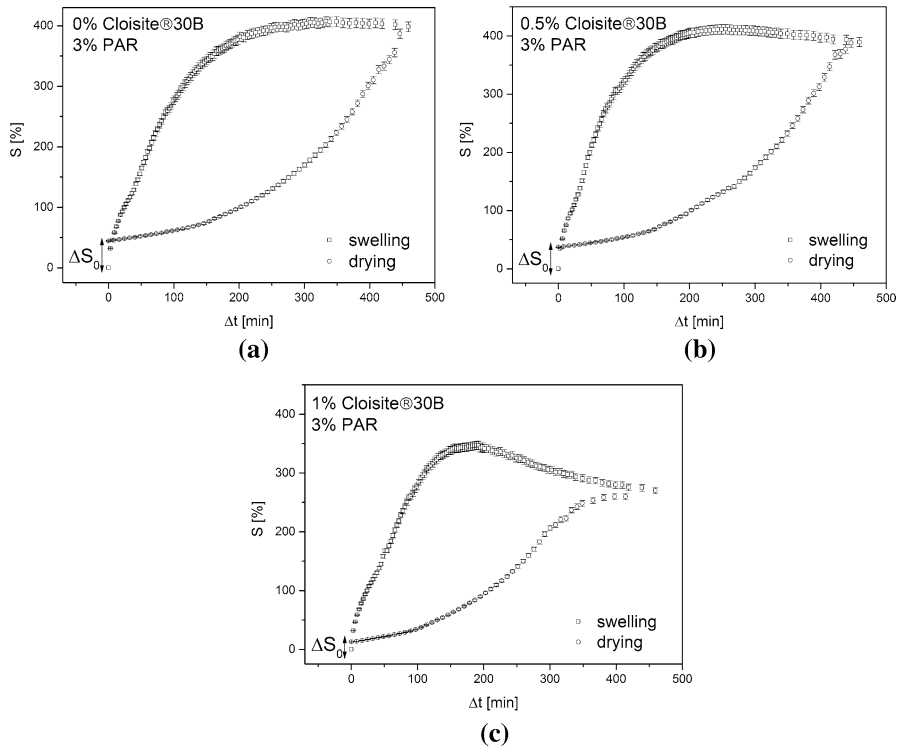 0% Cloisite®30B
3% PAR
400
300
200
100
0
S [%]
ΔS0
swelling
drying
0
100
200
300
400
500
Δt [min]
(a)
0.5% Cloisite®30B
3% PAR
400
300
200
100
0
S [%]
ΔS0
swelling
drying
0
100
200
300
400
500
Δt [min]
(b)
1% Cloisite®30B
3% PAR
400
300
200
100
0
S [%]
ΔS0
swelling
drying
0
100
200
300
400
500
Δt [min]
(c)